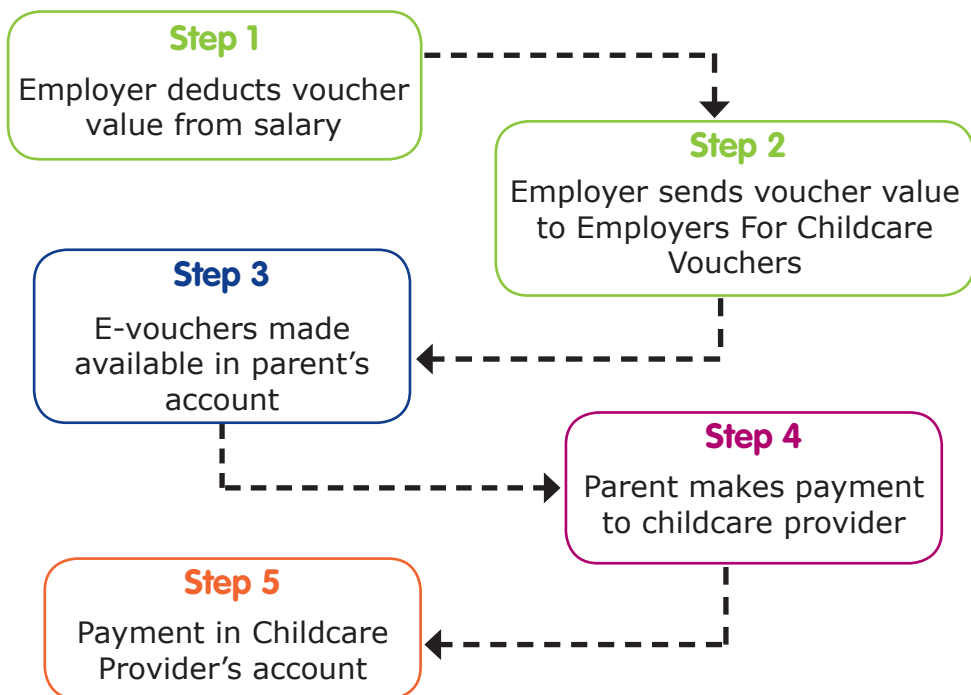 Step 1
Employer deducts voucher
value from salary
Step 2
Employer sends voucher value
to Employers For Childcare
Vouchers
Step 3
E-vouchers made
available in parent’s
account
Step 4
Parent makes payment
to childcare provider
Step 5
Payment in Childcare
Provider’s account